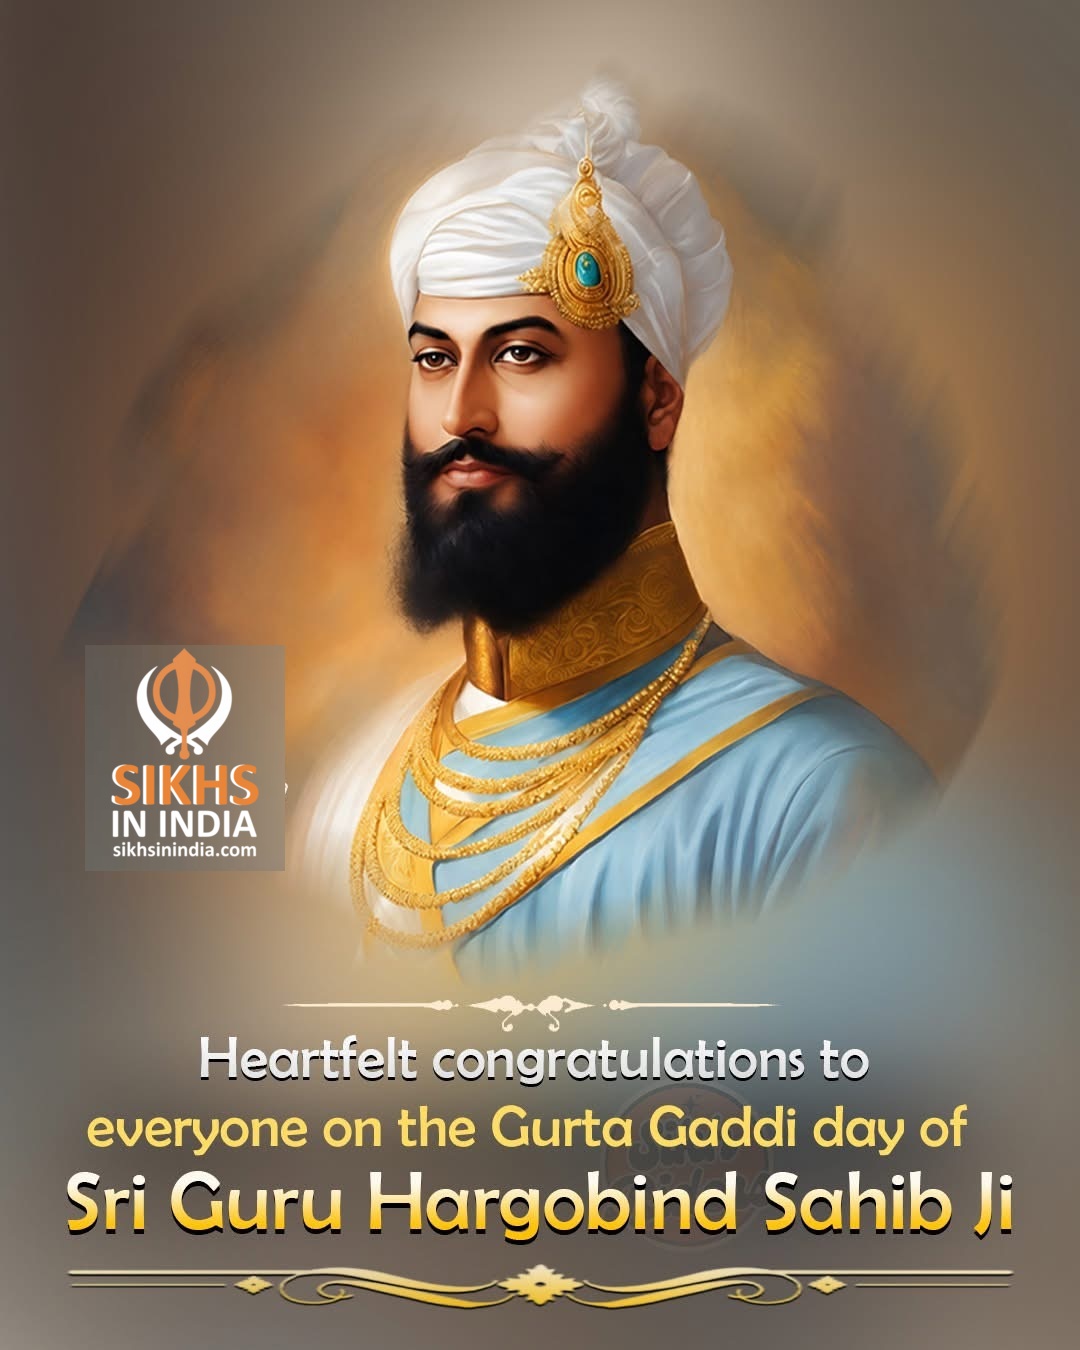 SIKHS
IN INDIA
sikhsinindia.com
Heartfelt congratulations to
everyone on the Gurta Gaddi day of
Sri Guru Hargobind Sahib Ji